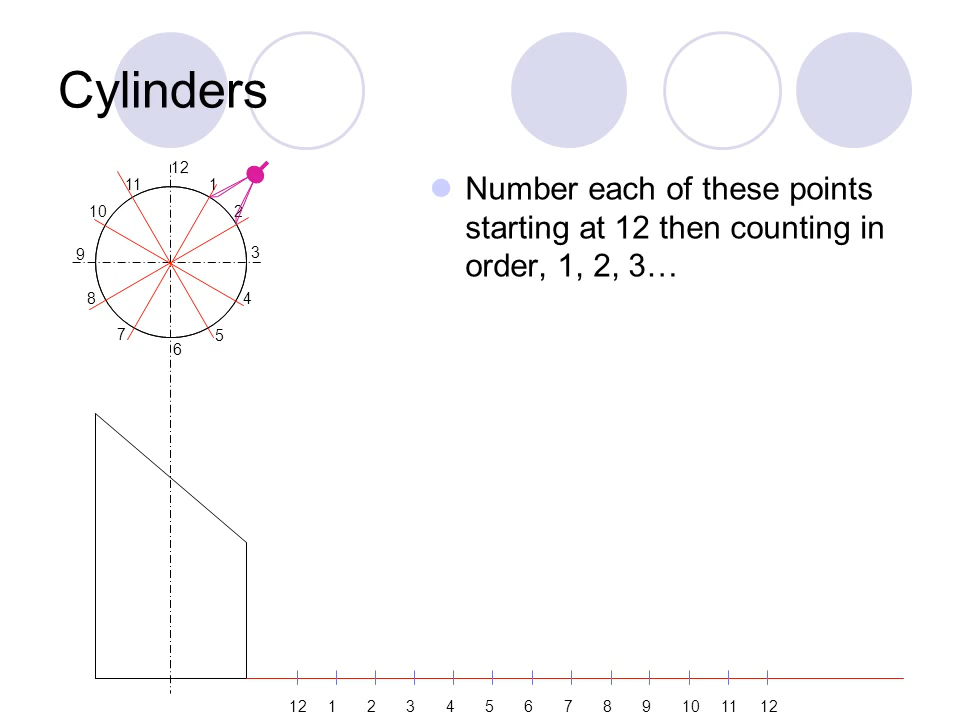 Cylinders
12
11 1
10 2
9 3
8 4
7 5
6
Number each of these points
starting at 12 then counting in
order, 1, 2, 3…
12 1 2 3 4 5 6 7 8 9 10 11 12